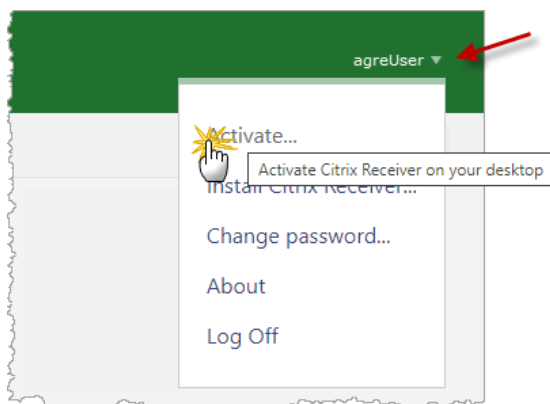 agreUser
Activate...
Activate Citrix Receiver on your desktop
Install Citrix Receiver...
Change password...
About
Log Off